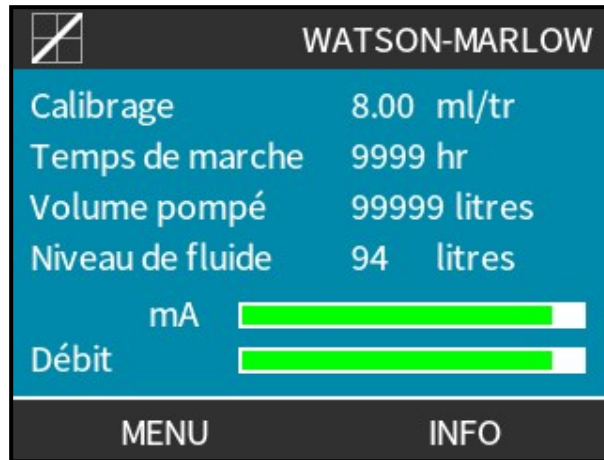 WATSON-MARLOW
Calibrage 8.00 ml/tr
Temps de marche 9999 hr
Volume pompé 99999 litres
Niveau de fluide 94 litres
mA
Débit
MENU INFO